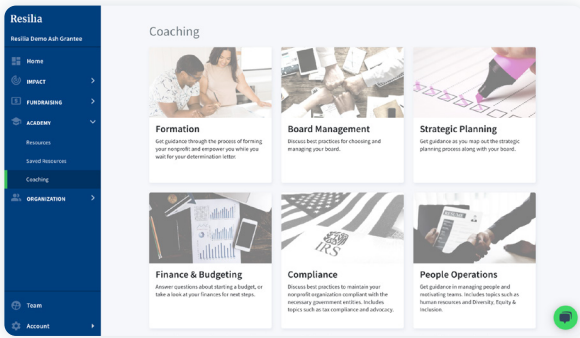 Resilia
Resilia Demo Ash Grantee
Home
IMPACT
FUNDRAISING
ACADEMY
Resources
Saved Resources
Coaching
ORGANIZATION
Team
Account
Coaching
Formation
Get guidance through the process of forming
your nonprofit and empower you while you
wait for your determination letter.
Board Management
Discuss best practices for choosing and
managing your board.
Strategic Planning
Get guidance as you map out the strategic
planning process along with your board.
Finance & Budgeting
Answer questions about starting a budget, or
take a look at your finances for next steps.
IRS
Compliance
Discuss best practices to maintain your
nonprofit organization compliant with the
necessary government entities. Includes
topics such as tax compliance and advocacy.
RESUME
People Operations
Get guidance in managing people and
motivating teams. Includes topics such as
human resources and Diversity, Equity &
Inclusion.